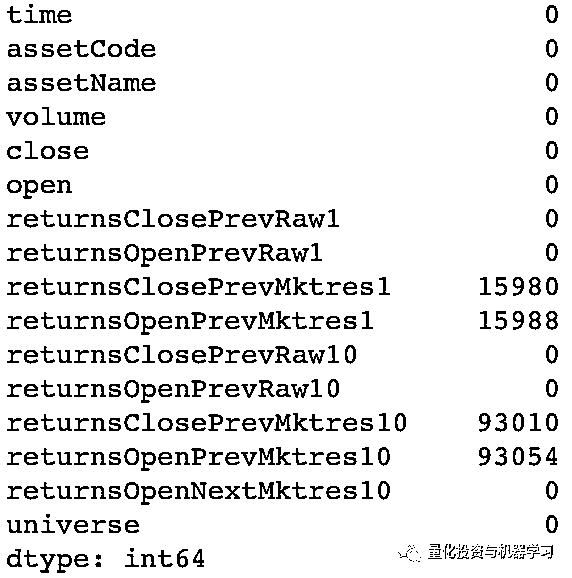 time 0
assetCode 0
assetName 0
volume 0
close 0
open 0
returnsClosePrevRaw1 0
returnsOpenPrevRaw1 0
returnsClosePrevMktres1 15980
returnsOpenPrevMktres1 15988
returnsClosePrevRaw10 0
returnsOpenPrevRaw10 0
returnsClosePrevMktres10 93010
returnsOpenPrevMktres10 93054
returnsOpenNextMktres10 0
universe 0
dtype: int64
量化投资与机器学习